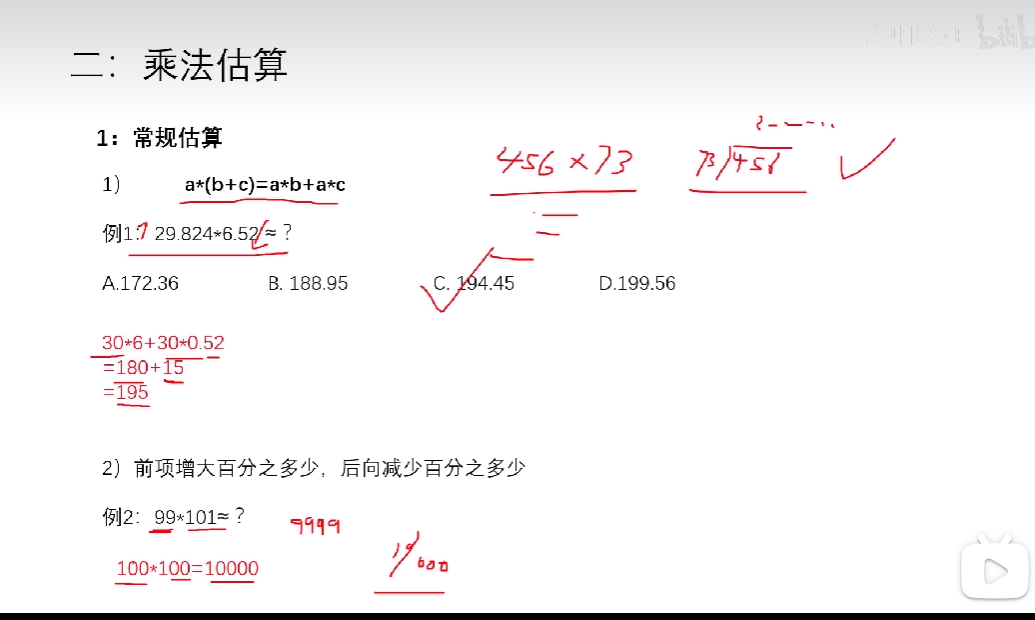 二：乘法估算
1：常规估算
1) a*(b+c)=a*b+a*c
456×73
73 456
例1: 29.824*6.52≈？
A.172.36 B. 188.95 C. 194.45 D.199.56
30*6+30*0.52
=180+15
=195
2）前项增大百分之多少，后向减少百分之多少
例2：99*101≈？
9999
100*100=10000